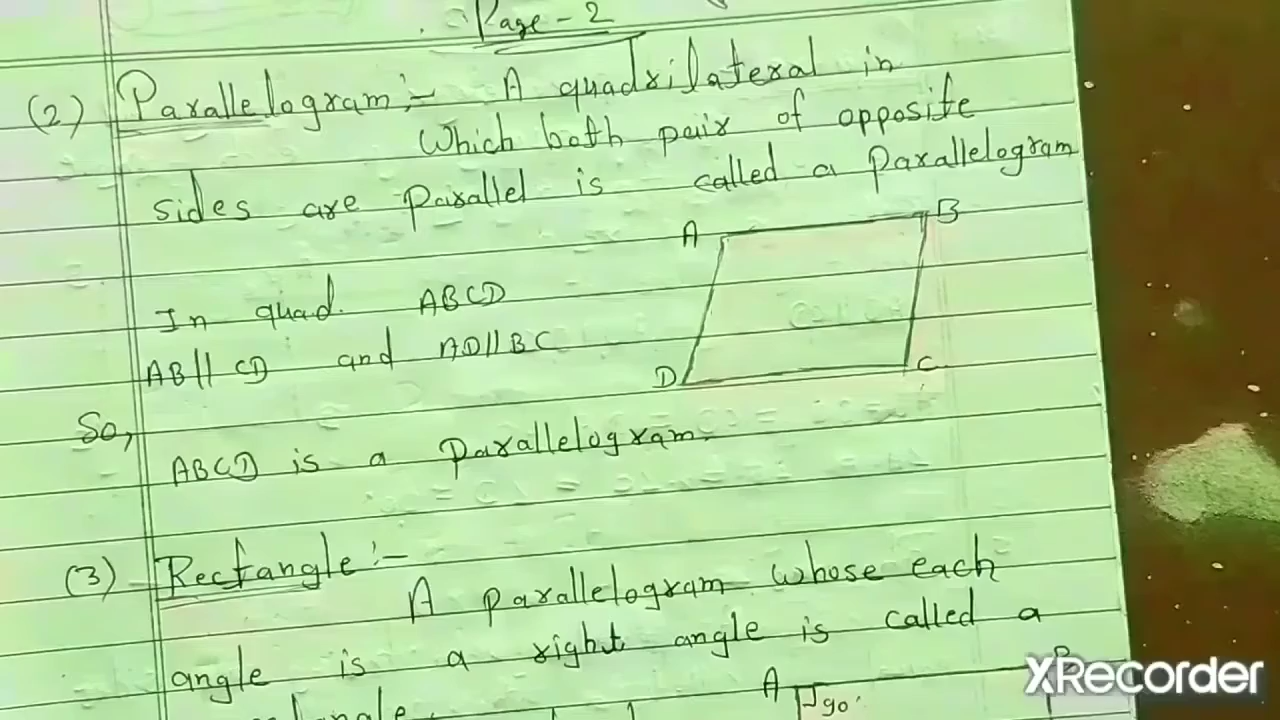 Page - 2
(2) Parallelogram :- A quadrilateral in
Which both pair of opposite
sides are parallel is called a parallelogram
A B
In quad. ABCD
AB || CD and AD || BC
D C
So,
ABCD is a parallelogram.
(3) Rectangle :-
A parallelogram whose each
angle is a right angle is called a
A B
90°
XRecorder